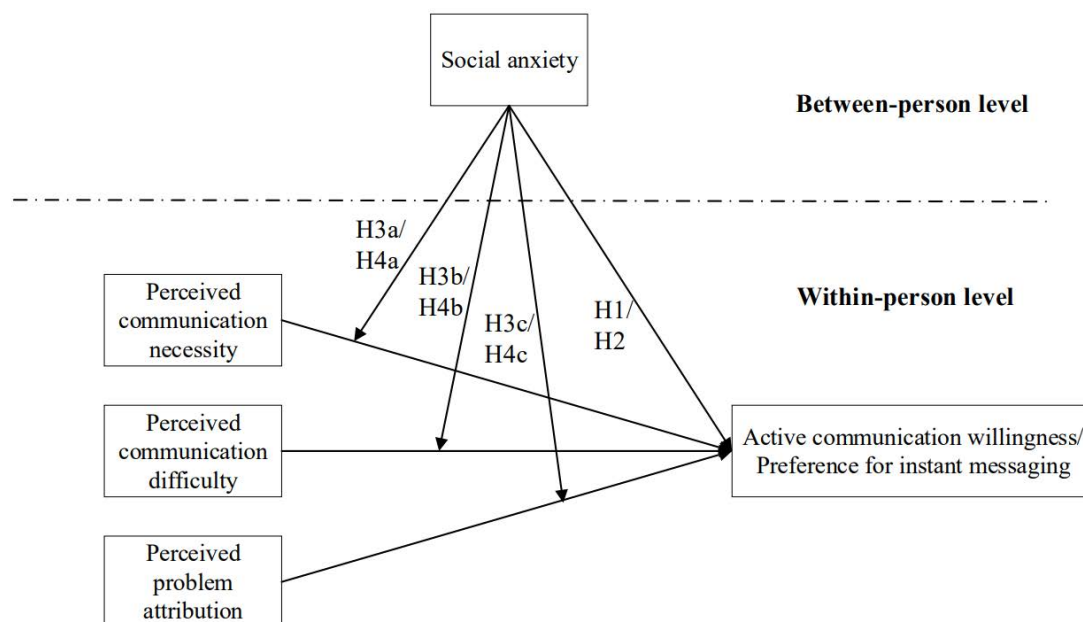 Social anxiety
Between-person level
H3a/
H4a
H3b/
H4b
H3c/
H4c
H1/
H2
Within-person level
Perceived
communication
necessity
Perceived
communication
difficulty
Perceived
problem
attribution
Active communication willingness/
Preference for instant messaging